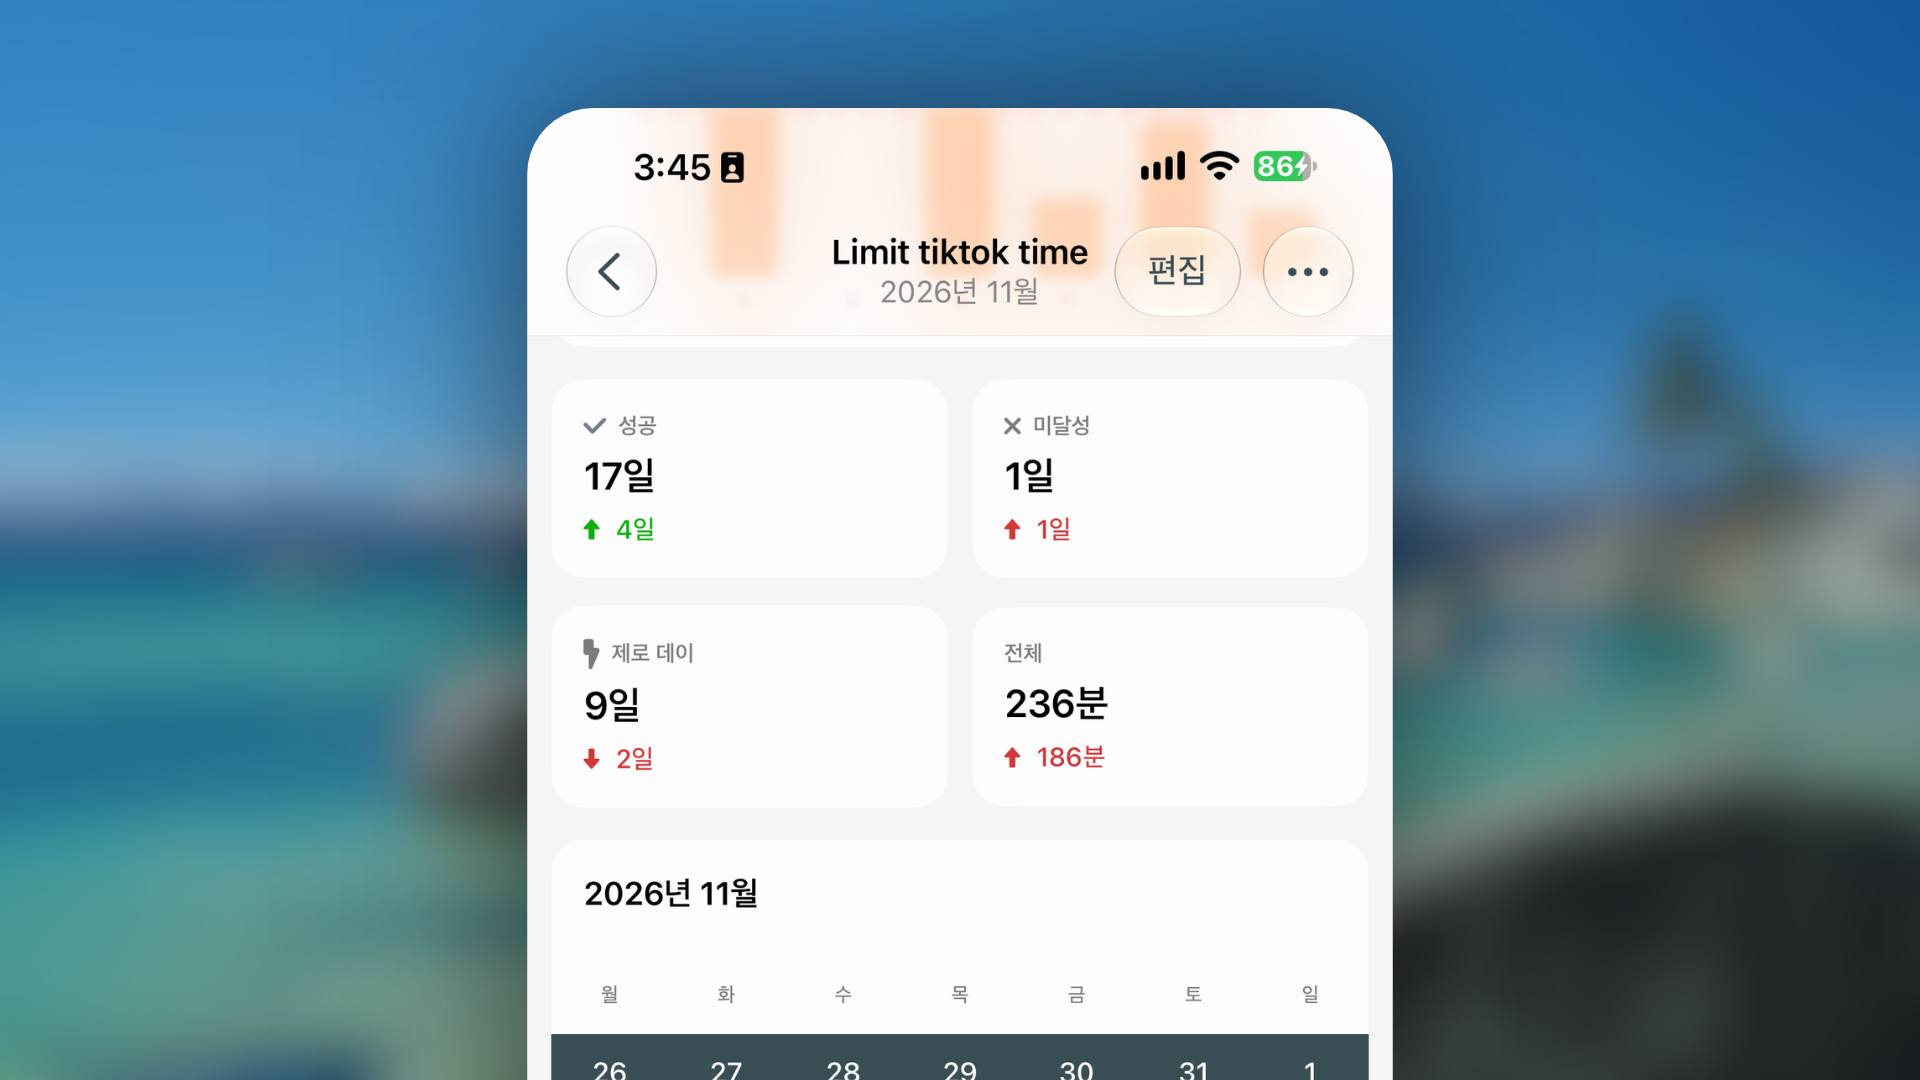 3:45
86
Limit tiktok time
2026년 11월
편집
성공
17일
4일
미달성
1일
1일
제로 데이
9일
2일
전체
236분
186분
2026년 11월
월 화 수 목 금 토 일
26 27 28 29 30 31 1